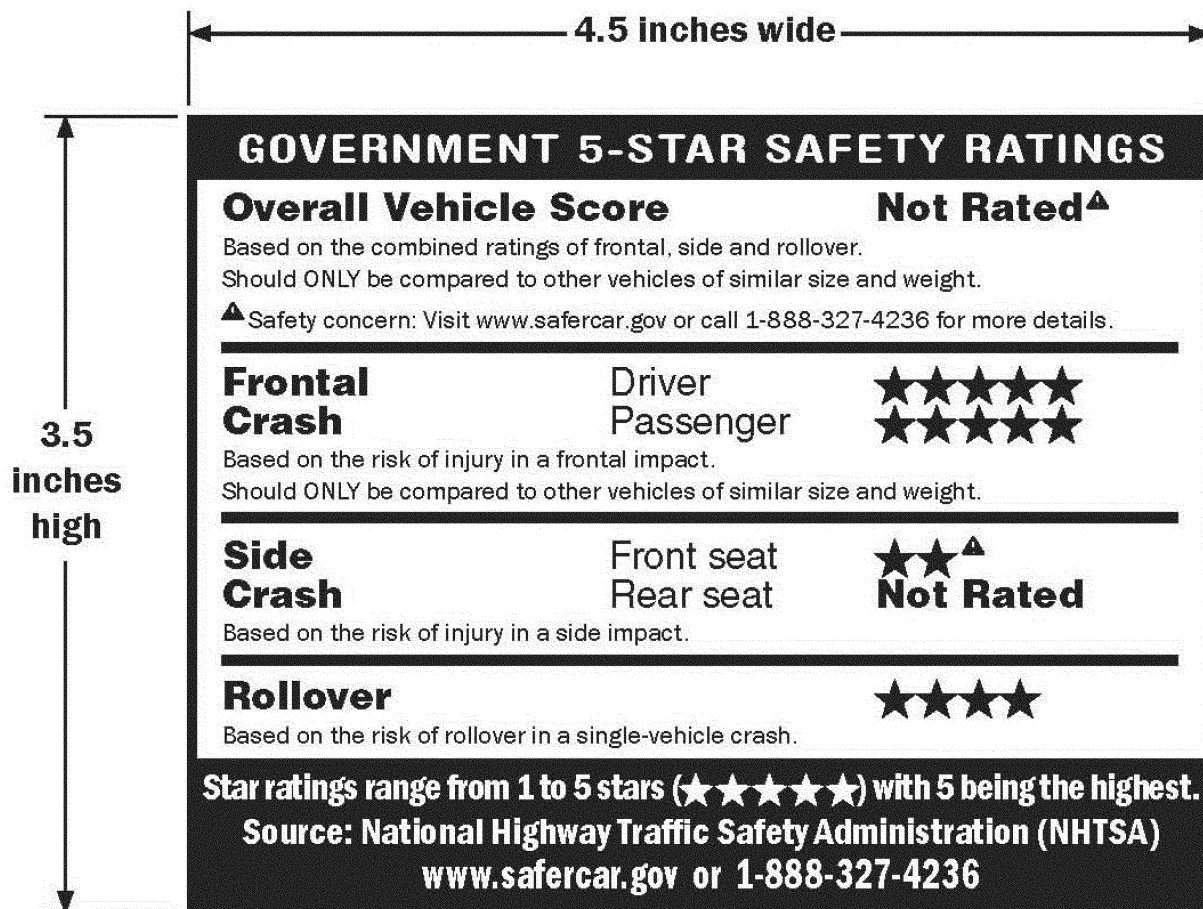 4.5 inches wide
3.5
inches
high
GOVERNMENT 5-STAR SAFETY RATINGS
Overall Vehicle Score Not Rated
Based on the combined ratings of frontal, side and rollover.
Should ONLY be compared to other vehicles of similar size and weight.
Safety concern: Visit www.safercar.gov or call 1-888-327-4236 for more details.
Frontal Driver ★★★★★
Crash Passenger ★★★★★
Based on the risk of injury in a frontal impact.
Should ONLY be compared to other vehicles of similar size and weight.
Side Front seat ★★
Crash Rear seat Not Rated
Based on the risk of injury in a side impact.
Rollover ★★★★
Based on the risk of rollover in a single-vehicle crash.
Star ratings range from 1 to 5 stars (★★★★★) with 5 being the highest.
Source: National Highway Traffic Safety Administration (NHTSA)
www.safercar.gov or 1-888-327-4236